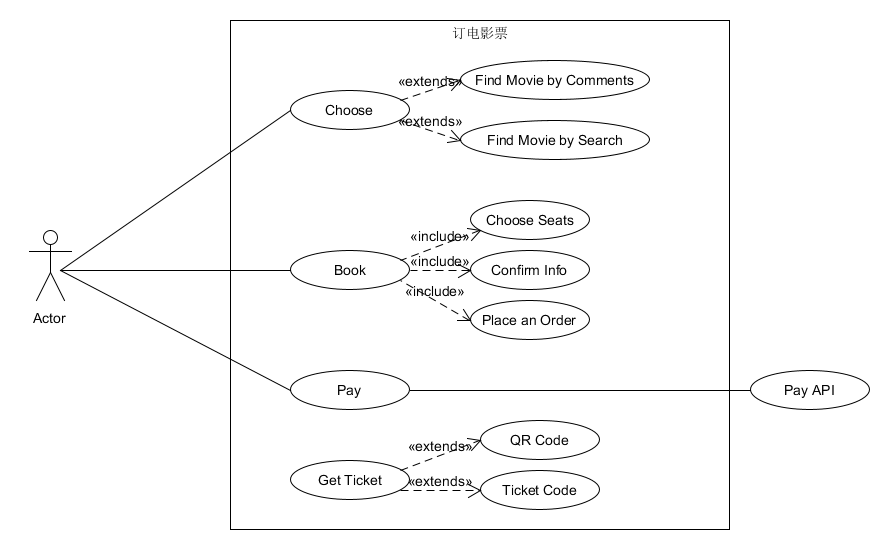 订电影票
«extends»
Find Movie by Comments
Choose
«extends»
Find Movie by Search
Choose Seats
«include»
«include»
Book
Confirm Info
«include»
Place an Order
Actor
Pay
Pay API
«extends»
QR Code
Get Ticket
«extends»
Ticket Code